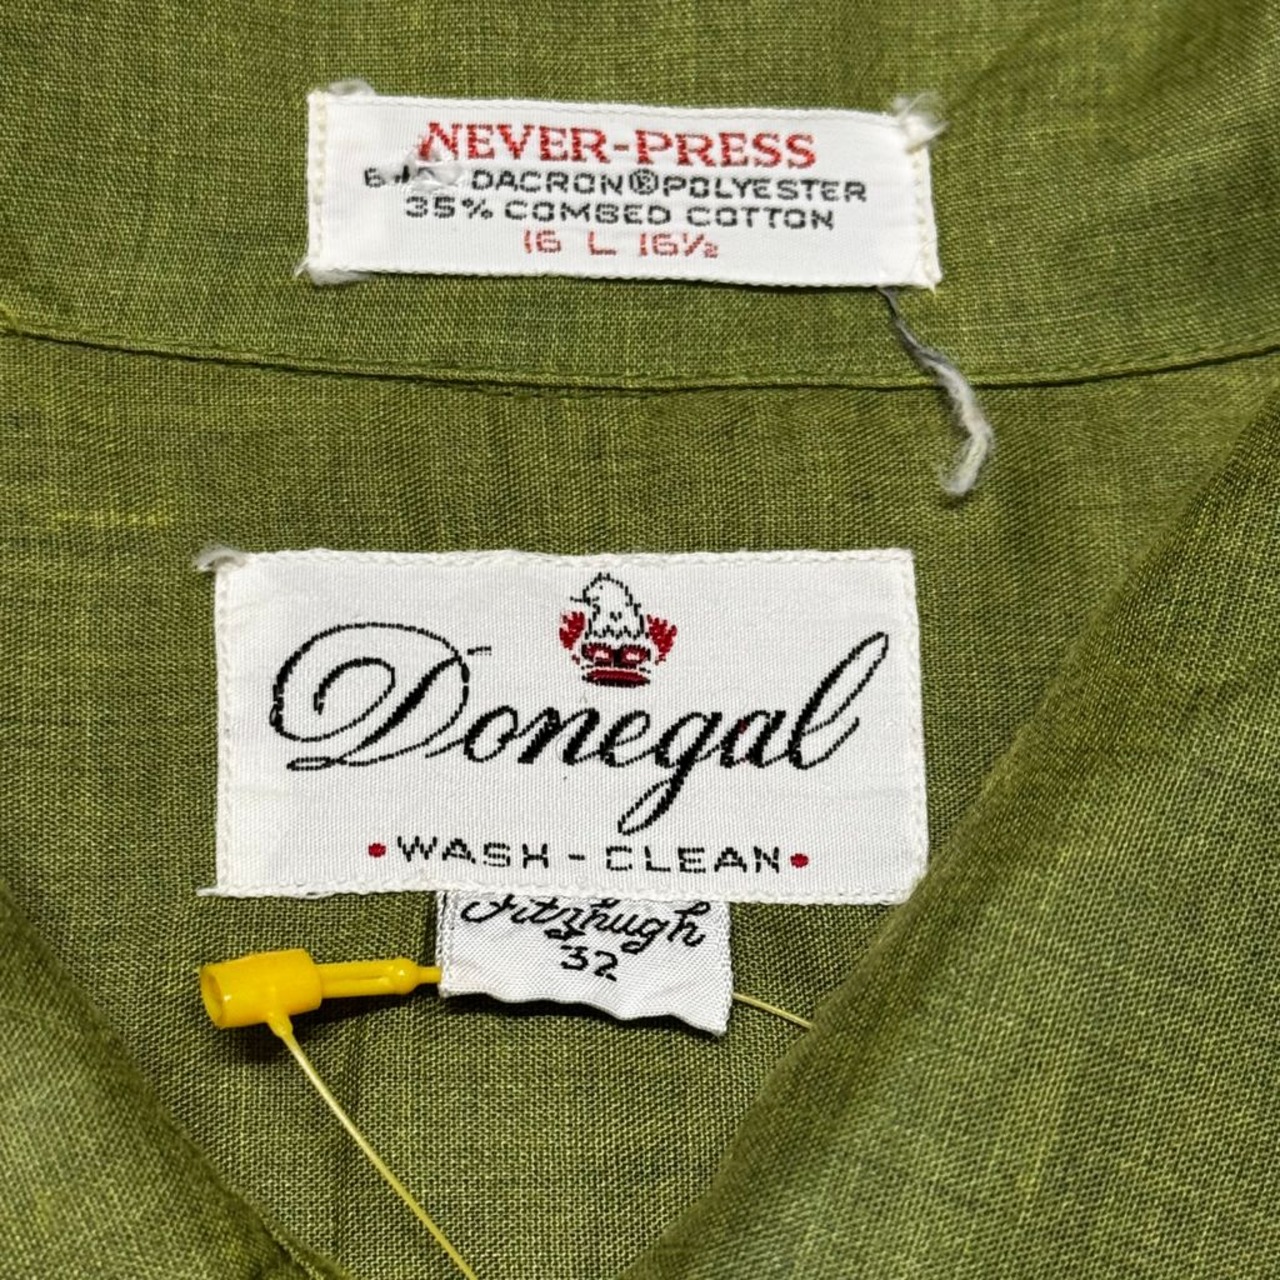 NEVER-PRESS
DACRON®POLYESTER
35% COMBED COTTON
16 L 16½
Donegal
•WASH-CLEAN•
Fitzhugh
32